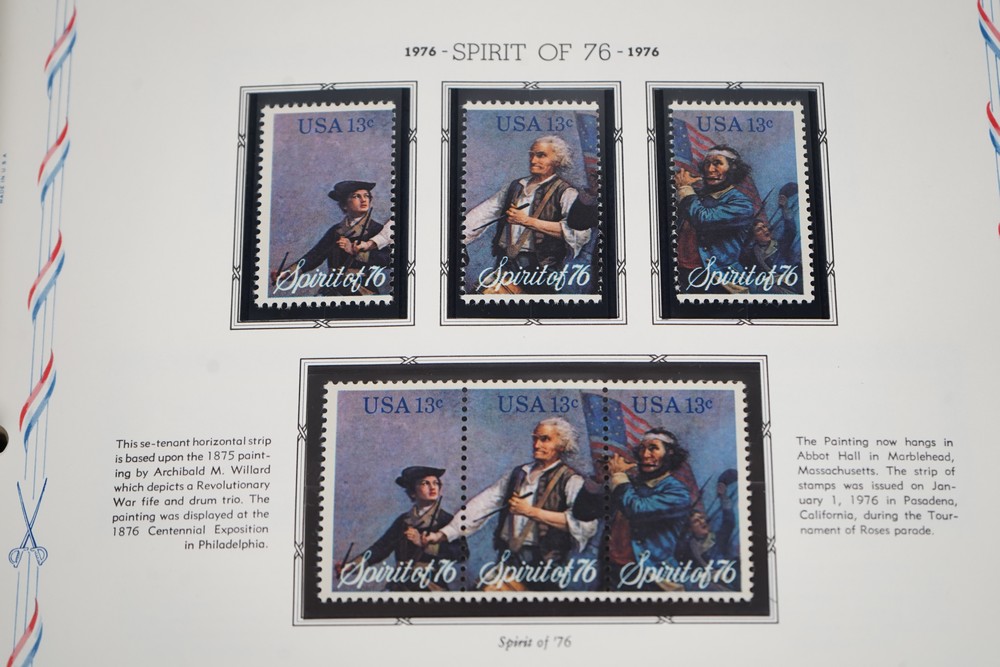 1976 - SPIRIT OF 76 - 1976
USA 13c
Spirit of 76
USA 13c
Spirit of 76
USA 13c
Spirit of 76
MADE IN U.S.A.
USA 13c
Spirit of 76
USA 13c
Spirit of 76
USA 13c
Spirit of 76
This se-tenant horizontal strip
is based upon the 1875 paint-
ing by Archibald M. Willard
which depicts a Revolutionary
War fife and drum trio. The
painting was displayed at the
1876 Centennial Exposition
in Philadelphia.
The Painting now hangs in
Abbot Hall in Marblehead,
Massachusetts. The strip of
stamps was issued on Jan-
uary 1, 1976 in Pasadena,
California, during the Tour-
nament of Roses parade.
Spirit of '76